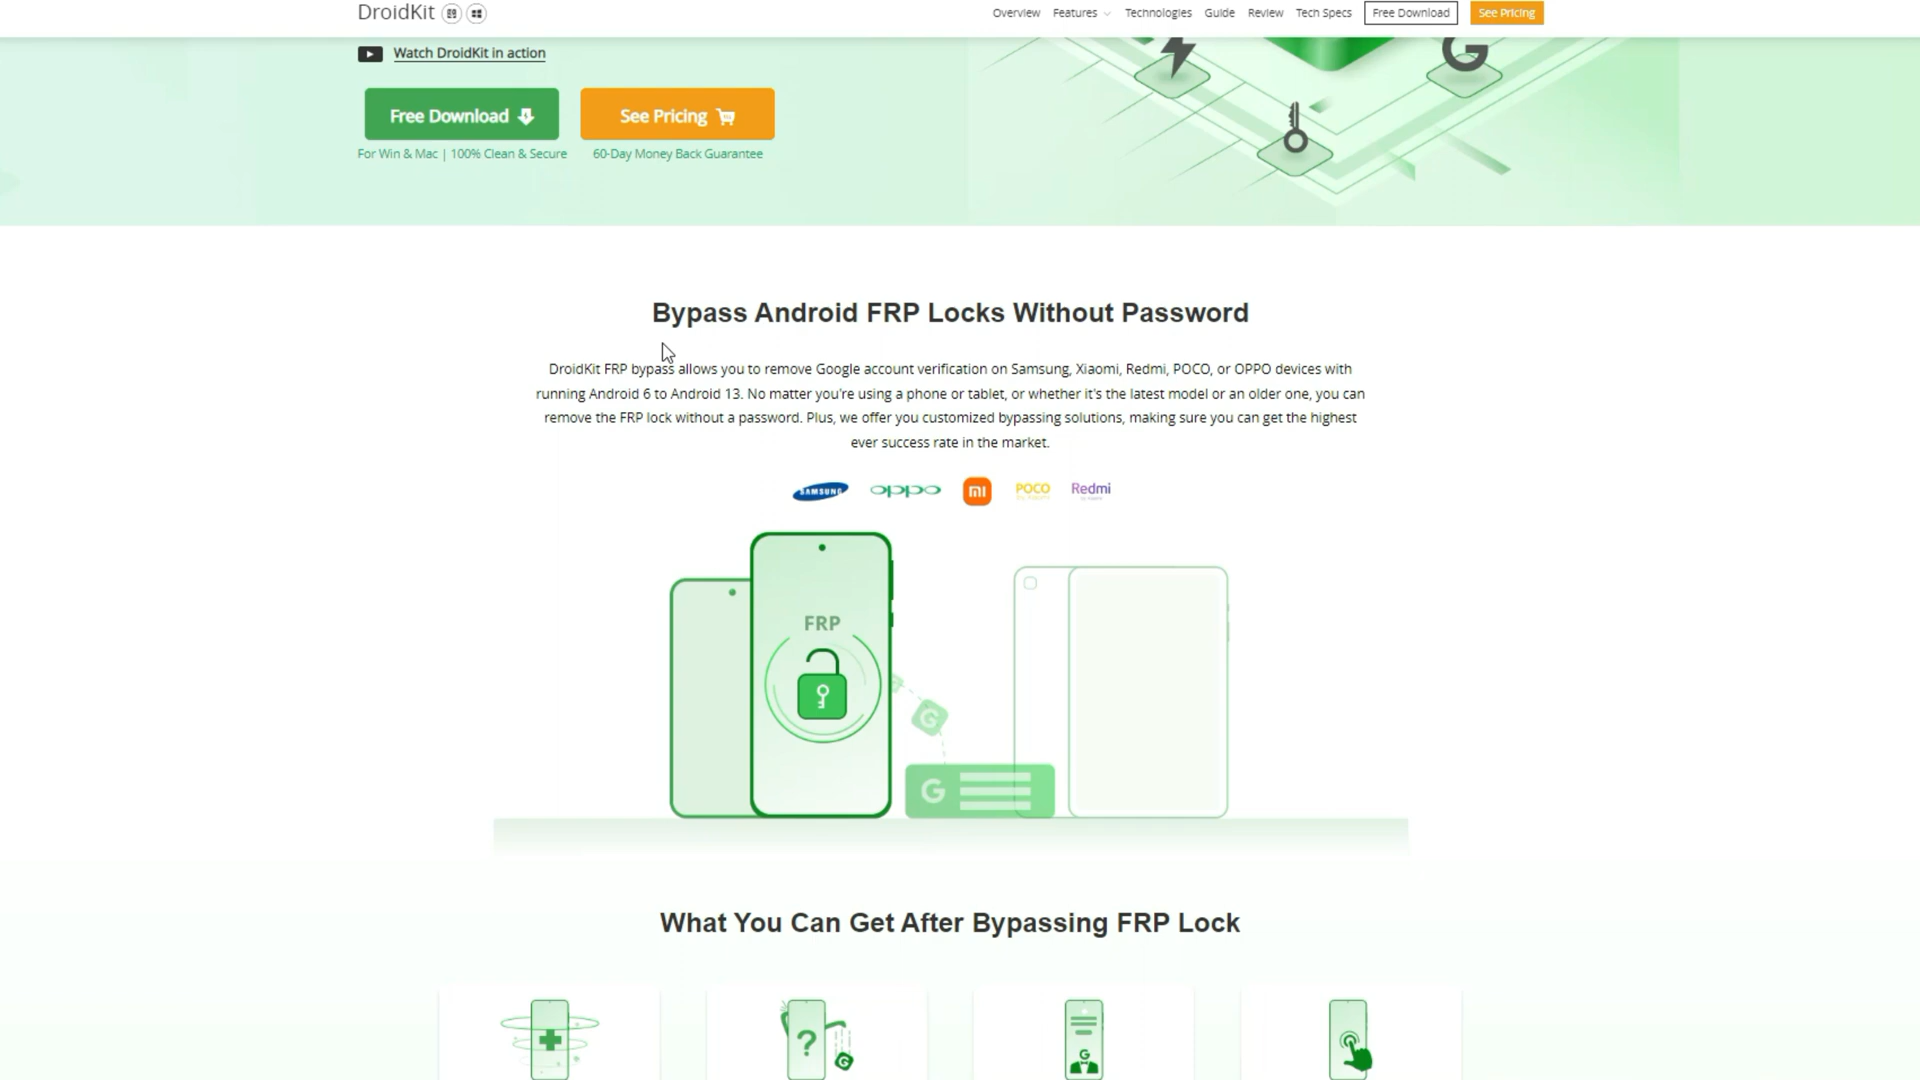 DroidKit
Overview Features Technologies Guide Review Tech Specs Free Download See Pricing
Watch DroidKit in action
Free Download See Pricing
For Win & Mac | 100% Clean & Secure 60-Day Money Back Guarantee
Bypass Android FRP Locks Without Password
DroidKit FRP bypass allows you to remove Google account verification on Samsung, Xiaomi, Redmi, POCO, or OPPO devices with
running Android 6 to Android 13. No matter you're using a phone or tablet, or whether it's the latest model or an older one, you can
remove the FRP lock without a password. Plus, we offer you customized bypassing solutions, making sure you can get the highest
ever success rate in the market.
SAMSUNG oppo mi POCO Redmi
FRP
G
G
What You Can Get After Bypassing FRP Lock
?
G
G